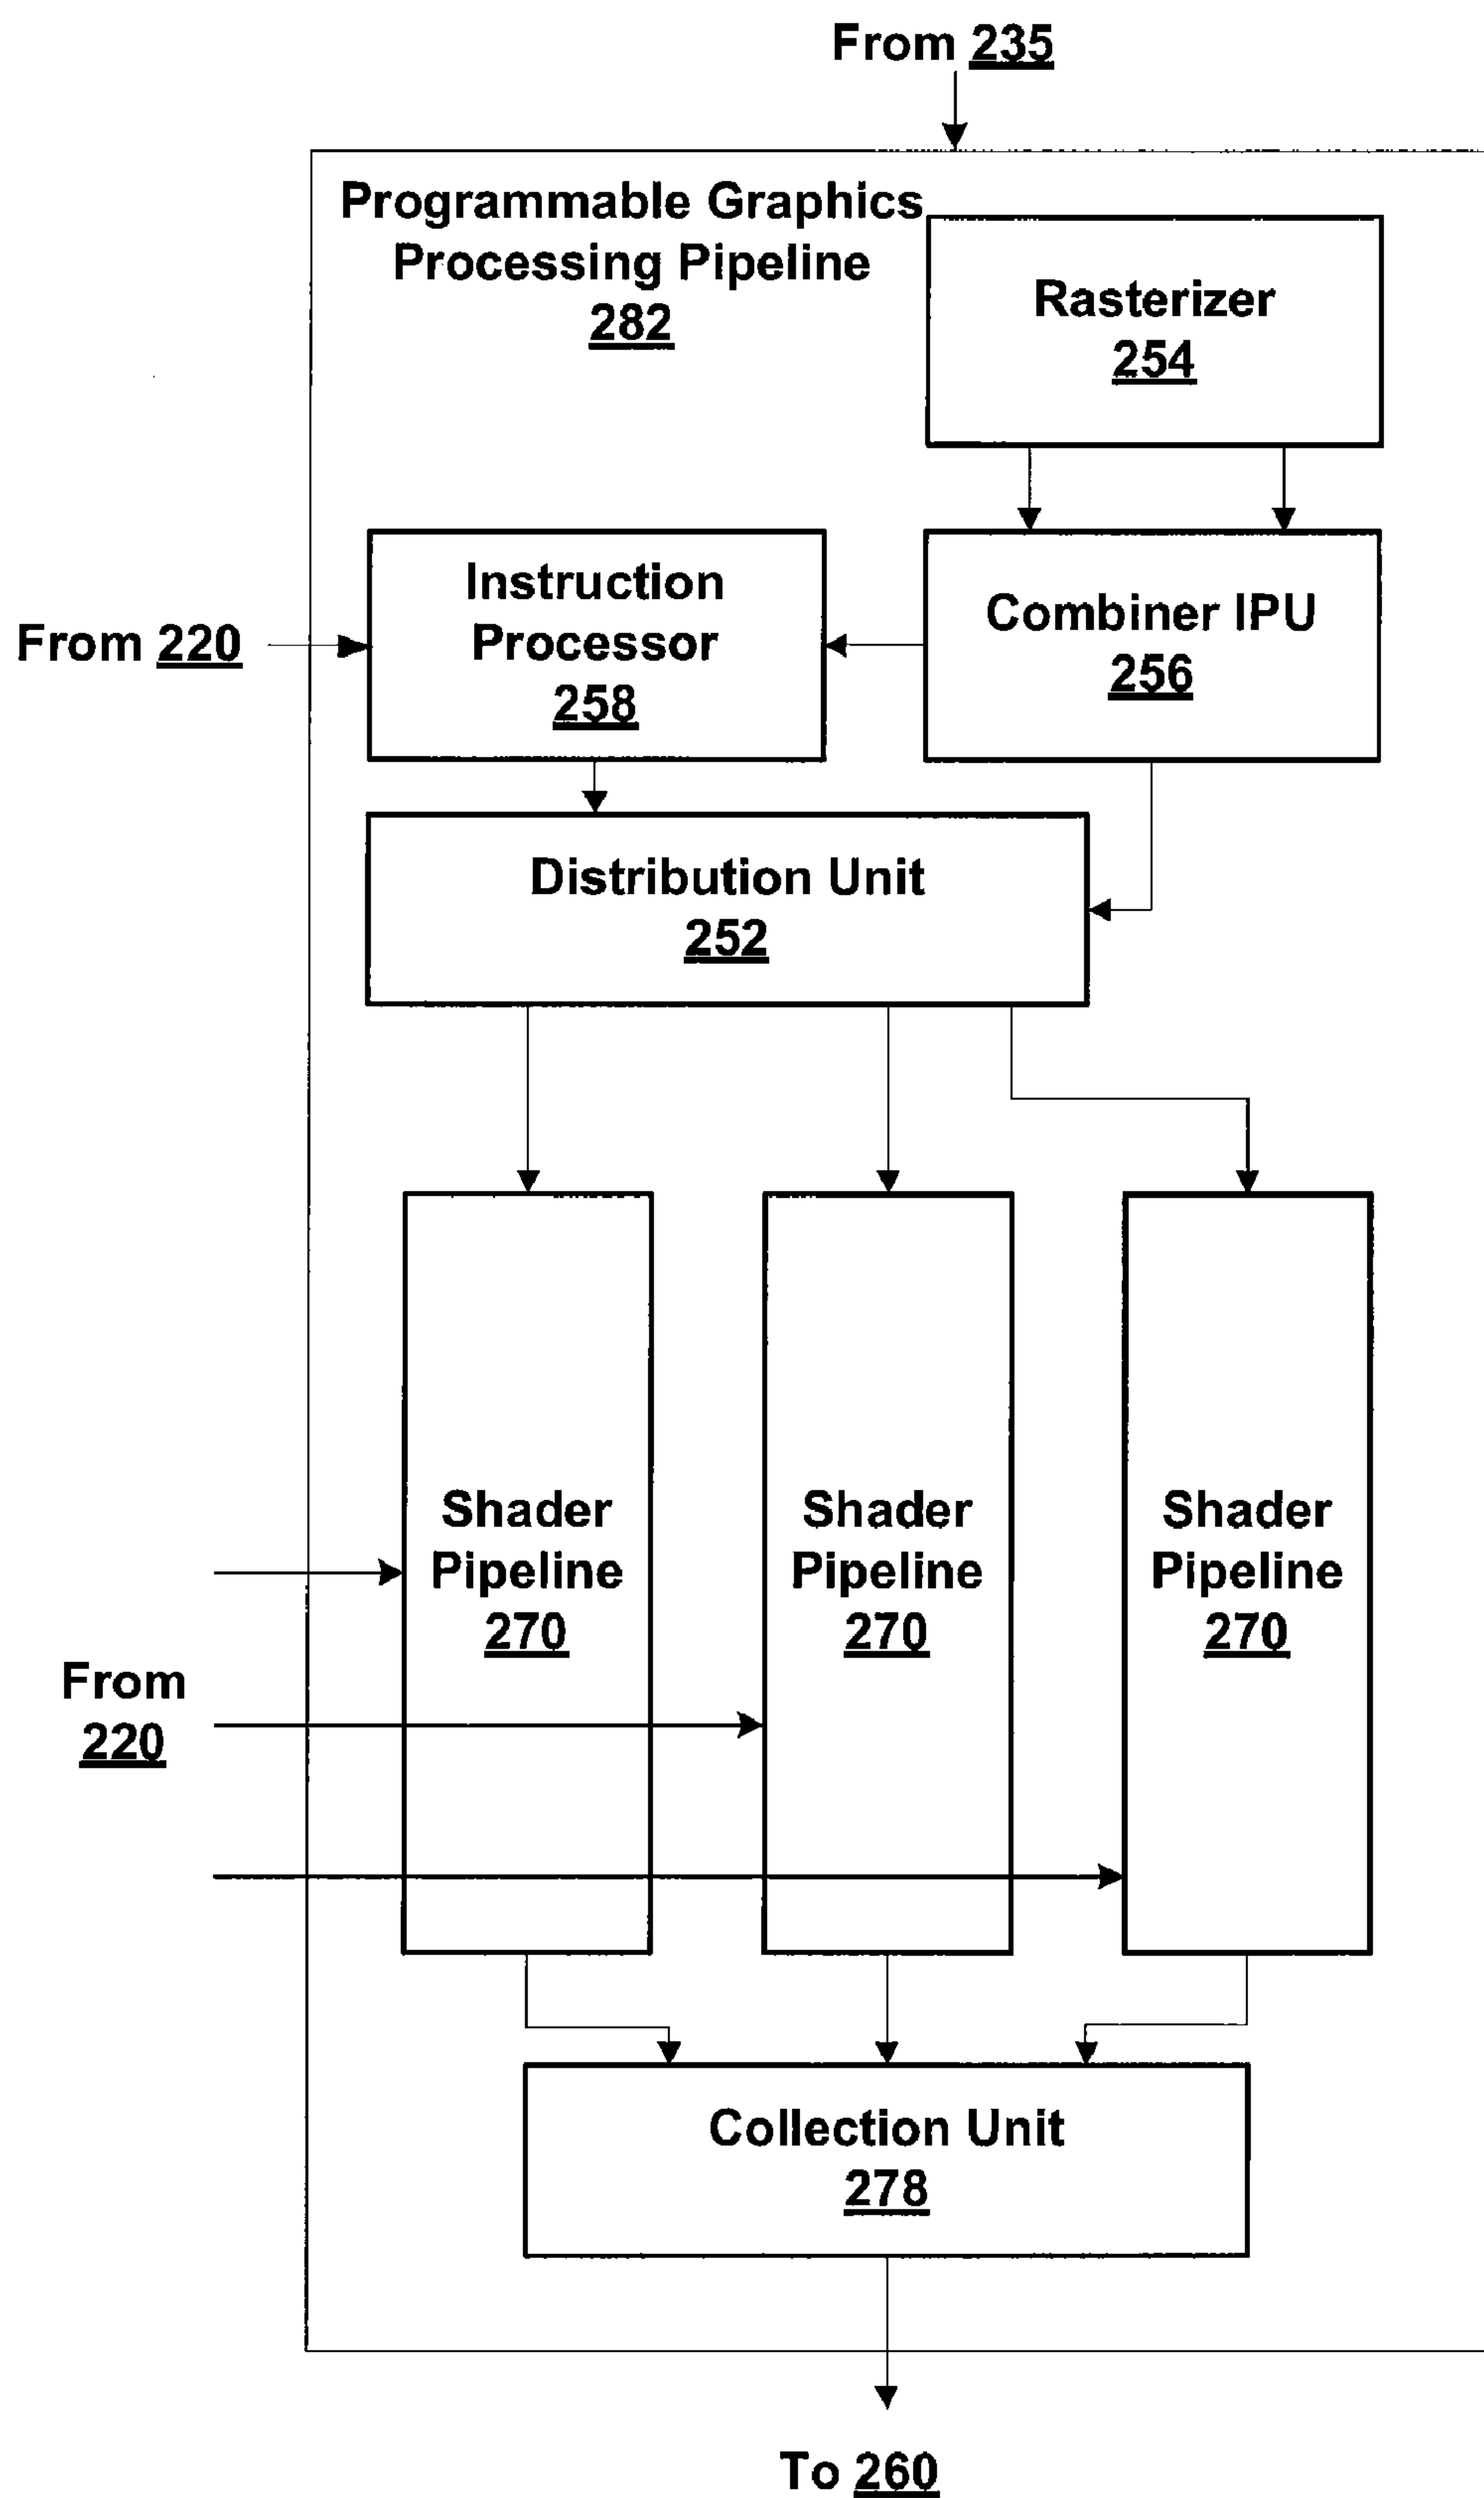 From 235
Programmable Graphics
Processing Pipeline
282
Rasterizer
254
Instruction
Processor
258
Combiner IPU
256
From 220
Distribution Unit
252
Shader
Pipeline
270
Shader
Pipeline
270
Shader
Pipeline
270
From
220
Collection Unit
278
To 260